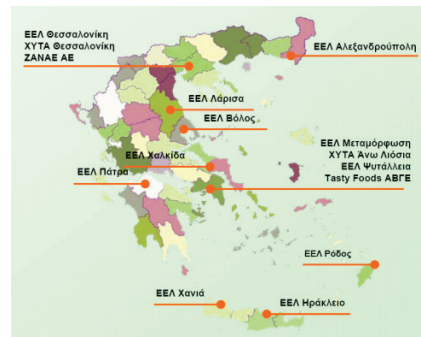 ΕΕΛ Θεσσαλονίκη
ΧΥΤΑ Θεσσαλονίκη
ΖΑΝΑΕ ΑΕ
ΕΕΛ Αλεξανδρούπολη
ΕΕΛ Λάρισα
ΕΕΛ Βόλος
ΕΕΛ Χαλκίδα
ΕΕΛ Μεταμόρφωση
ΧΥΤΑ Άνω Λιόσια
ΕΕΛ Ψυτάλλεια
Tasty Foods ΑΒΓΕ
ΕΕΛ Πάτρα
ΕΕΛ Ρόδος
ΕΕΛ Χανιά
ΕΕΛ Ηράκλειο